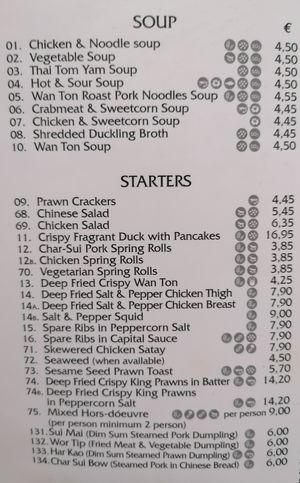 SOUP
€
01. Chicken & Noodle soup 4,50
02. Vegetable Soup 4,50
03. Thai Tom Yam Soup 4,50
04. Hot & Sour Soup 4,50
05. Wan Ton Roast Pork Noodles Soup 4,55
06. Crabmeat & Sweetcorn Soup 4,45
07. Chicken & Sweetcorn Soup 4,45
08. Shredded Duckling Broth 4,45
10. Wan Ton Soup 4,50
STARTERS
09. Prawn Crackers 4,45
68. Chinese Salad 5,45
69. Chicken Salad 6,35
11. Crispy Fragrant Duck with Pancakes 16,95
12. Char-Sui Pork Spring Rolls 3,85
12B. Chicken Spring Rolls 3,85
70. Vegetarian Spring Rolls 3,85
13. Deep Fried Crispy Wan Ton 4,25
14. Deep Fried Salt & Pepper Chicken Thigh 7,90
14A. Deep Fried Salt & Pepper Chicken Breast 7,90
14B. Salt & Pepper Squid 9,00
15. Spare Ribs in Peppercorn Salt 7,90
16. Spare Ribs in Capital Sauce 7,90
71. Skewered Chicken Satay 7,90
72. Seaweed (when available) 4,50
73. Sesame Seed Prawn Toast 5,70
74. Deep Fried Crispy King Prawns in Batter 14,20
74B. Deep Fried Crispy King Prawns
in Peppercorn Salt 14,20
75. Mixed Hors-doeuvre per person 9,00
(per person minimum 2 person)
131. Sui Mai (Dim Sum Steamed Pork Dumpling) 6,00
132. Wor Tip (Fried Meat & Vegetable Dumpling) 6,00
133. Har Kao (Dim Sum Steamed Prawn Dumpling) 6,00
134. Char Sui Bow (Steamed Pork in Chinese Bread) 6,00